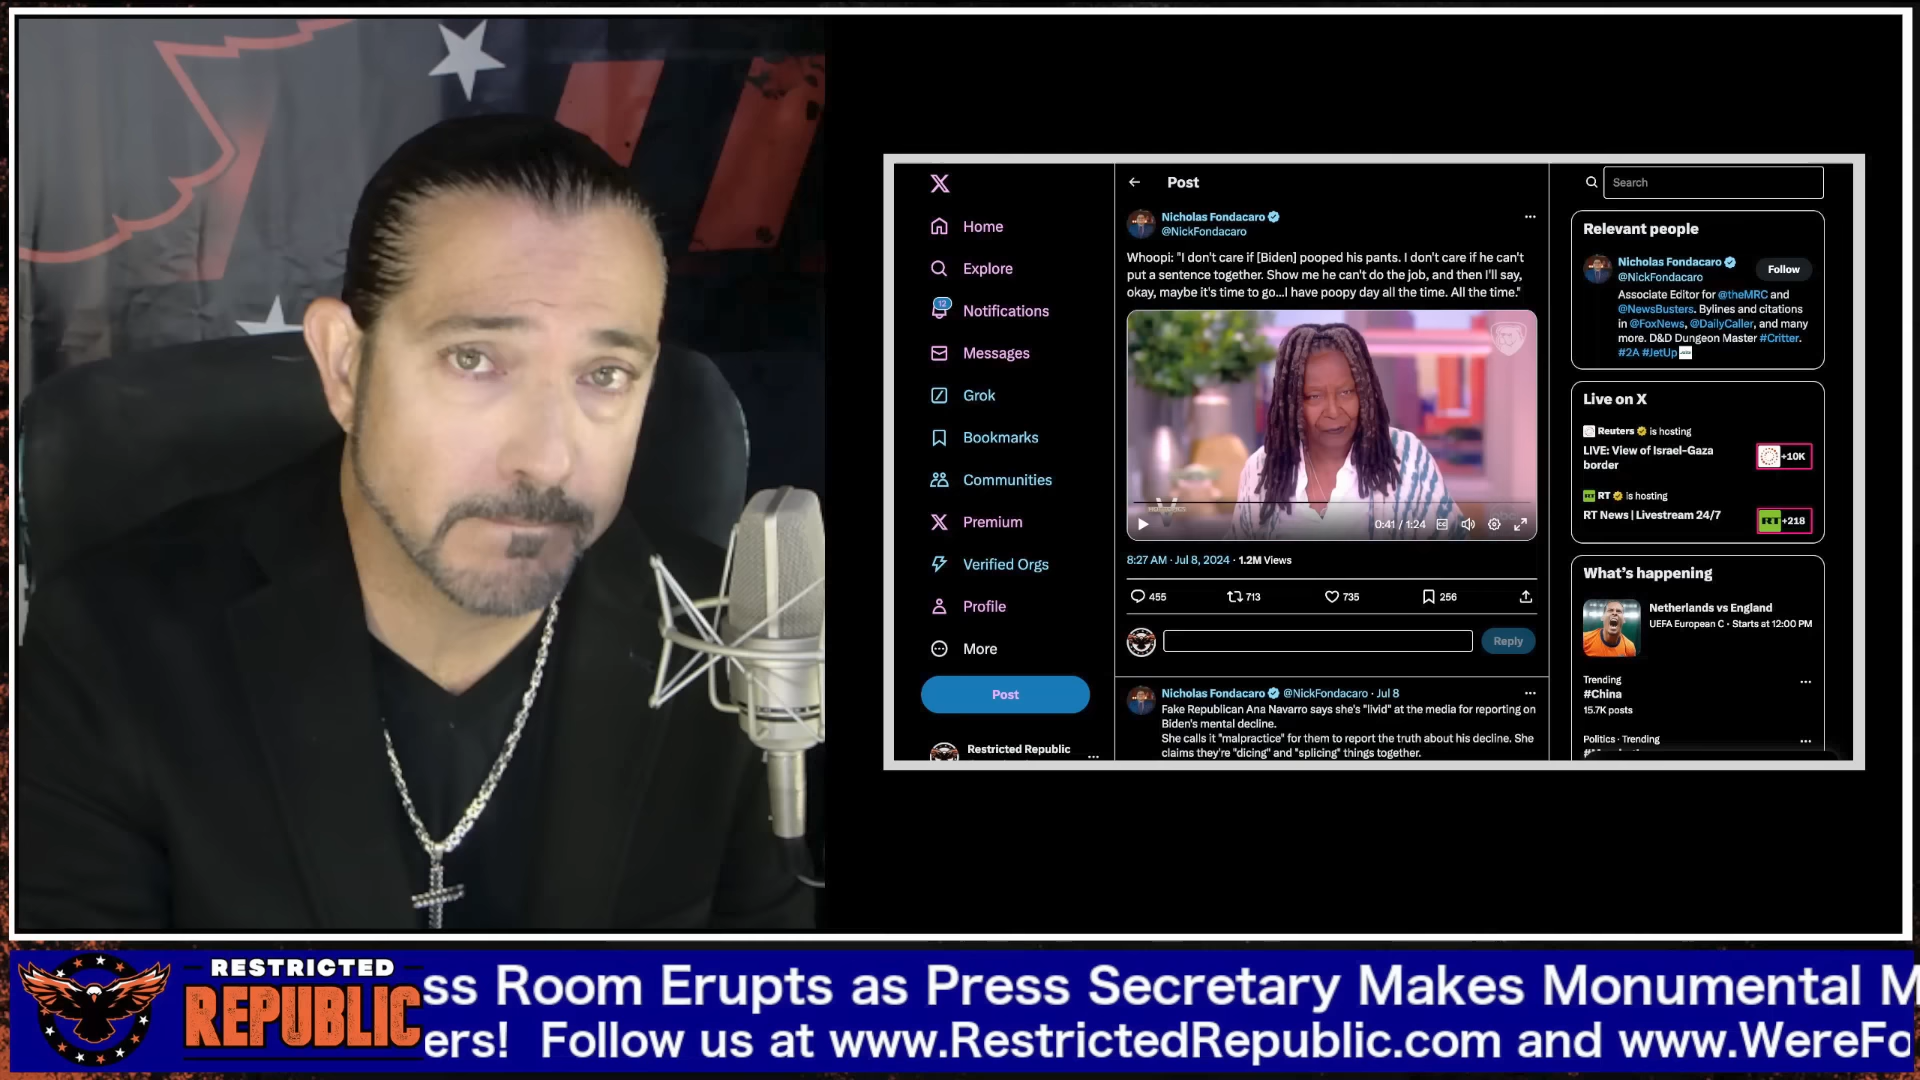 Home
Explore
12
Notifications
Messages
Grok
Bookmarks
Communities
Premium
Verified Orgs
Profile
More
Post
Restricted Republic
Post
Nicholas Fondacaro
@NickFondacaro
Whoopi: "I don't care if [Biden] pooped his pants. I don't care if he can't
put a sentence together. Show me he can't do the job, and then I'll say,
okay, maybe it's time to go...I have poopy day all the time. All the time."
0:41 / 1:24
8:27 AM · Jul 8, 2024 · 1.2M Views
455 713 735 256
Reply
Nicholas Fondacaro @NickFondacaro · Jul 8
Fake Republican Ana Navarro says she's "livid" at the media for reporting on
Biden's mental decline.
She calls it "malpractice" for them to report the truth about his decline. She
claims they're "dicing" and "splicing" things together.
Search
Relevant people
Nicholas Fondacaro
@NickFondacaro
Follow
Associate Editor for @theMRC and
@NewsBusters. Bylines and citations
in @FoxNews, @DailyCaller, and many
more. D&D Dungeon Master #Critter.
#2A #JetUp
Live on X
Reuters is hosting
LIVE: View of Israel-Gaza
border
+10K
RT is hosting
RT News | Livestream 24/7
RT +218
What's happening
Netherlands vs England
UEFA European C · Starts at 12:00 PM
Trending
#China
15.7K posts
Politics · Trending
RESTRICTED
REPUBLIC
ss Room Erupts as Press Secretary Makes Monumental M
ers! Follow us at www.RestrictedRepublic.com and www.WereFo